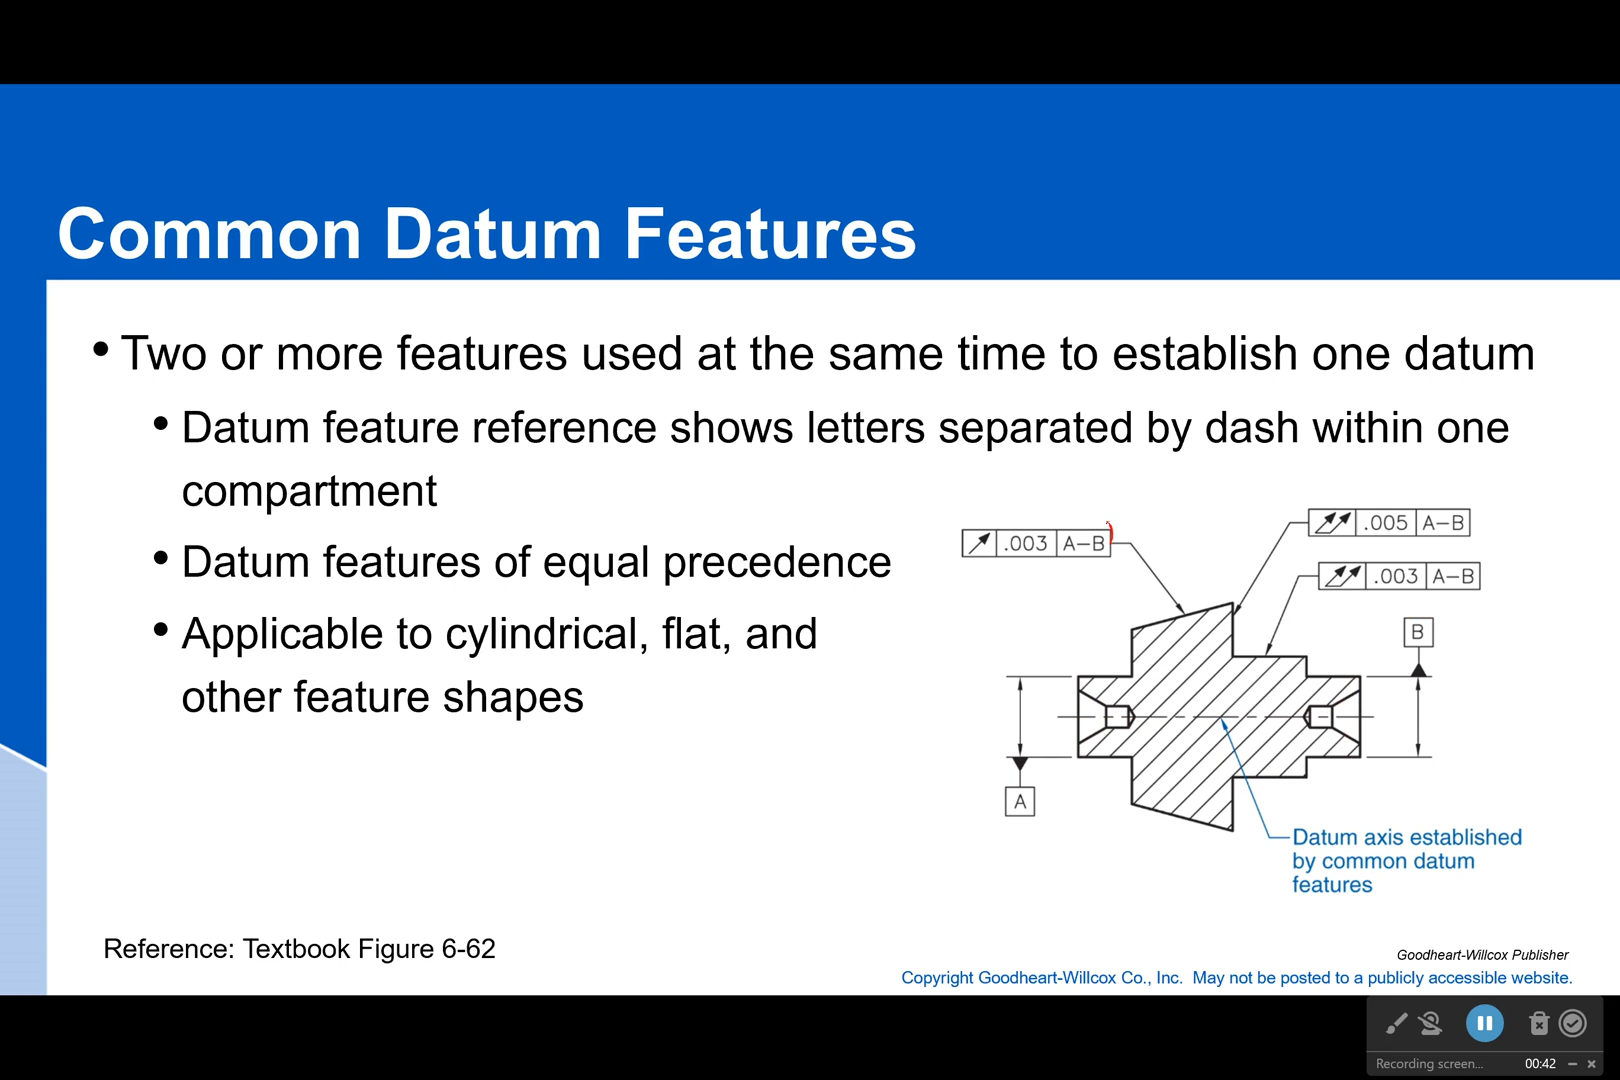 Common Datum Features
• Two or more features used at the same time to establish one datum
• Datum feature reference shows letters separated by dash within one
compartment
• Datum features of equal precedence
• Applicable to cylindrical, flat, and
other feature shapes
.003 A–B
.005 A–B
.003 A–B
B
A
Datum axis established
by common datum
features
Reference: Textbook Figure 6-62
Goodheart-Willcox Publisher
Copyright Goodheart-Willcox Co., Inc. May not be posted to a publicly accessible website.
Recording screen... 00:42